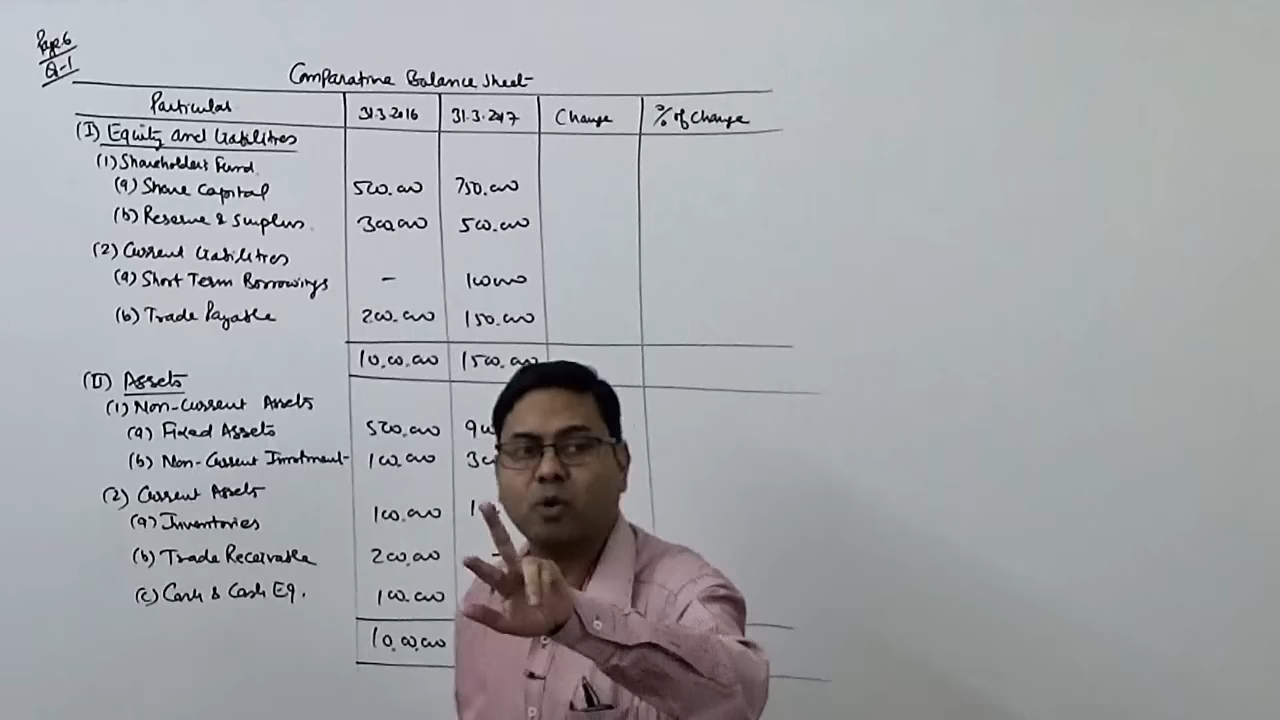 Page 6
Q-1
Comparative Balance Sheet
Particulars 31.3.2016 31.3.2017 Change % of Change
(I) Equity and Liabilities
(1) Shareholders Fund.
(a) Share Capital 500,000 750,000
(b) Reserve & Surplus. 300,000 500,000
(2) Current Liabilities
(a) Short Term Borrowings – 100000
(b) Trade Payable 200,000 150,000
10,00,000 1500,000
(II) Assets
(1) Non-Current Assets
(a) Fixed Assets 500,000
(b) Non-Current Investment- 100,000
(2) Current Assets
(a) Inventories 100,000
(b) Trade Receivable 200,000 –
(c) Cash & Cash Eq. 100,000
10,00,000